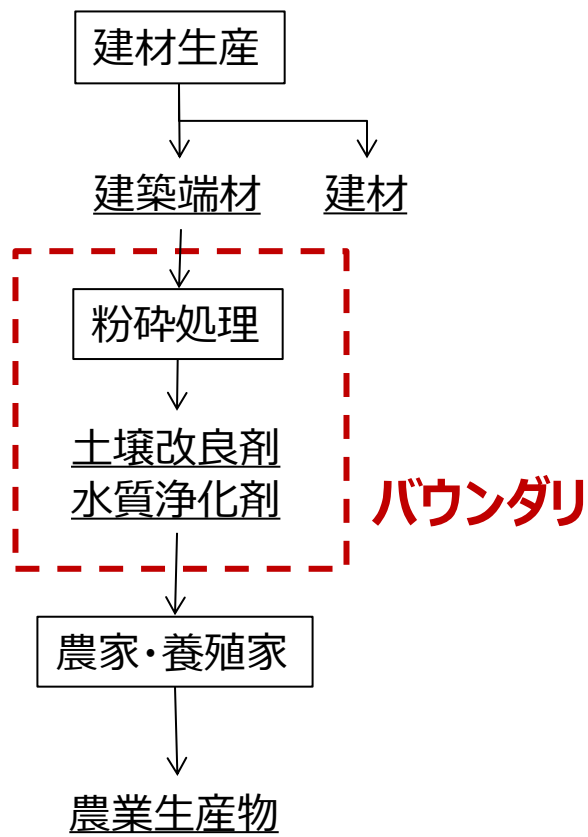 建材生産
建築端材
建材
粉砕処理
土壌改良剤
水質浄化剤
バウンダリ
農家・養殖家
農業生産物